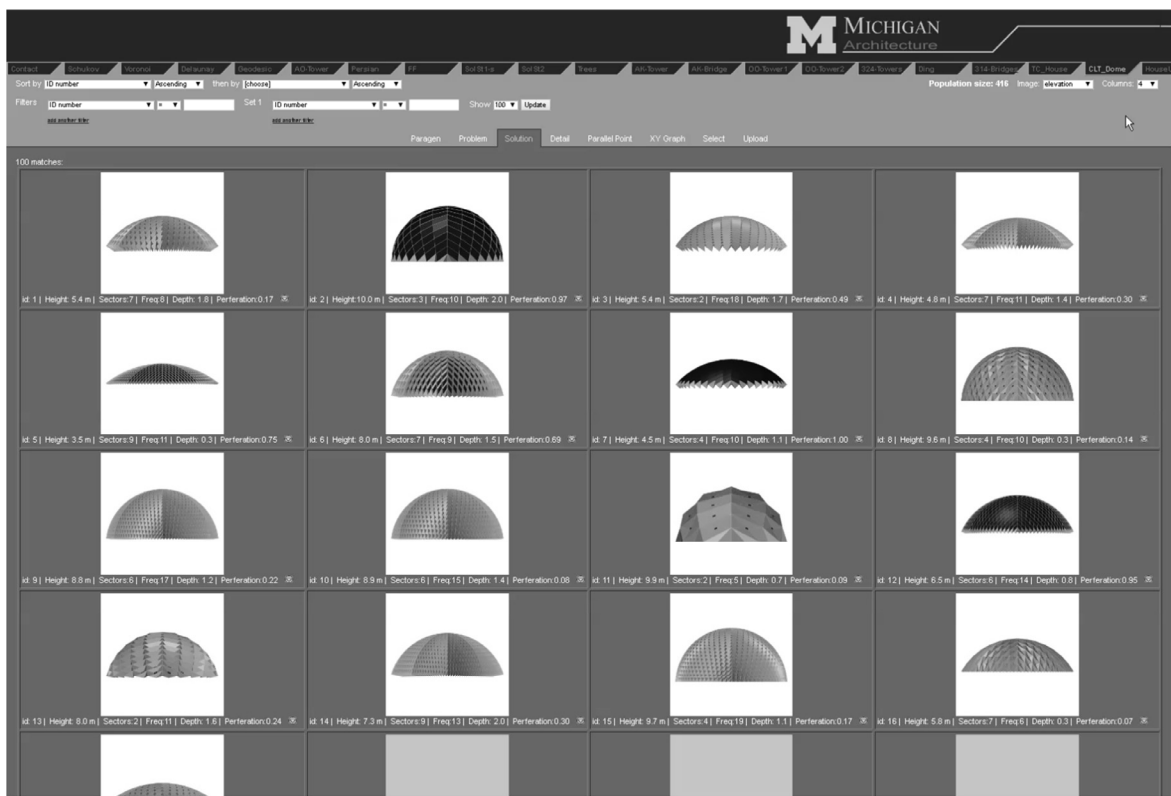 MICHIGAN
Architecture
Contact Schukov Voronoi Delaunay Geodesic AO-Tower Persian FF Sol St1-s Sol St2 Trees AK-Tower AK-Bridge OO-Tower1 OO-Tower2 324-Towers Ding 314-Bridges TC_House CLT_Dome
Sort by ID number Ascending then by [choose] Ascending Population size: 416 Image: elevation Columns: 4
Filters ID number = Set 1 ID number = Show 100 Update
add another filter add another filter
Paragen Problem Solution Detail Parallel Point XY Graph Select Upload
100 matches:
id: 1 | Height: 5.4 m | Sectors:7 | Freq:8 | Depth: 1.8 | Perferation:0.17 id: 2 | Height:10.0 m | Sectors:3 | Freq:10 | Depth: 2.0 | Perferation:0.97 id: 3 | Height: 5.4 m | Sectors:2 | Freq:18 | Depth: 1.7 | Perferation:0.49 id: 4 | Height: 4.8 m | Sectors:7 | Freq:11 | Depth: 1.4 | Perferation:0.30
id: 5 | Height: 3.5 m | Sectors:9 | Freq:11 | Depth: 0.3 | Perferation:0.75 id: 6 | Height: 8.0 m | Sectors:7 | Freq:9 | Depth: 1.5 | Perferation:0.69 id: 7 | Height: 4.5 m | Sectors:4 | Freq:10 | Depth: 1.1 | Perferation:1.00 id: 8 | Height: 9.6 m | Sectors:4 | Freq:10 | Depth: 0.3 | Perferation:0.14
id: 9 | Height: 8.8 m | Sectors:6 | Freq:17 | Depth: 1.2 | Perferation:0.22 id: 10 | Height: 8.9 m | Sectors:6 | Freq:15 | Depth: 1.4 | Perferation:0.08 id: 11 | Height: 9.9 m | Sectors:2 | Freq:5 | Depth: 0.7 | Perferation:0.09 id: 12 | Height: 6.5 m | Sectors:6 | Freq:14 | Depth: 0.8 | Perferation:0.95
id: 13 | Height: 8.0 m | Sectors:2 | Freq:11 | Depth: 1.6 | Perferation:0.24 id: 14 | Height: 7.3 m | Sectors:9 | Freq:13 | Depth: 2.0 | Perferation:0.30 id: 15 | Height: 9.7 m | Sectors:4 | Freq:19 | Depth: 1.1 | Perferation:0.17 id: 16 | Height: 5.8 m | Sectors:7 | Freq:6 | Depth: 0.3 | Perferation:0.07